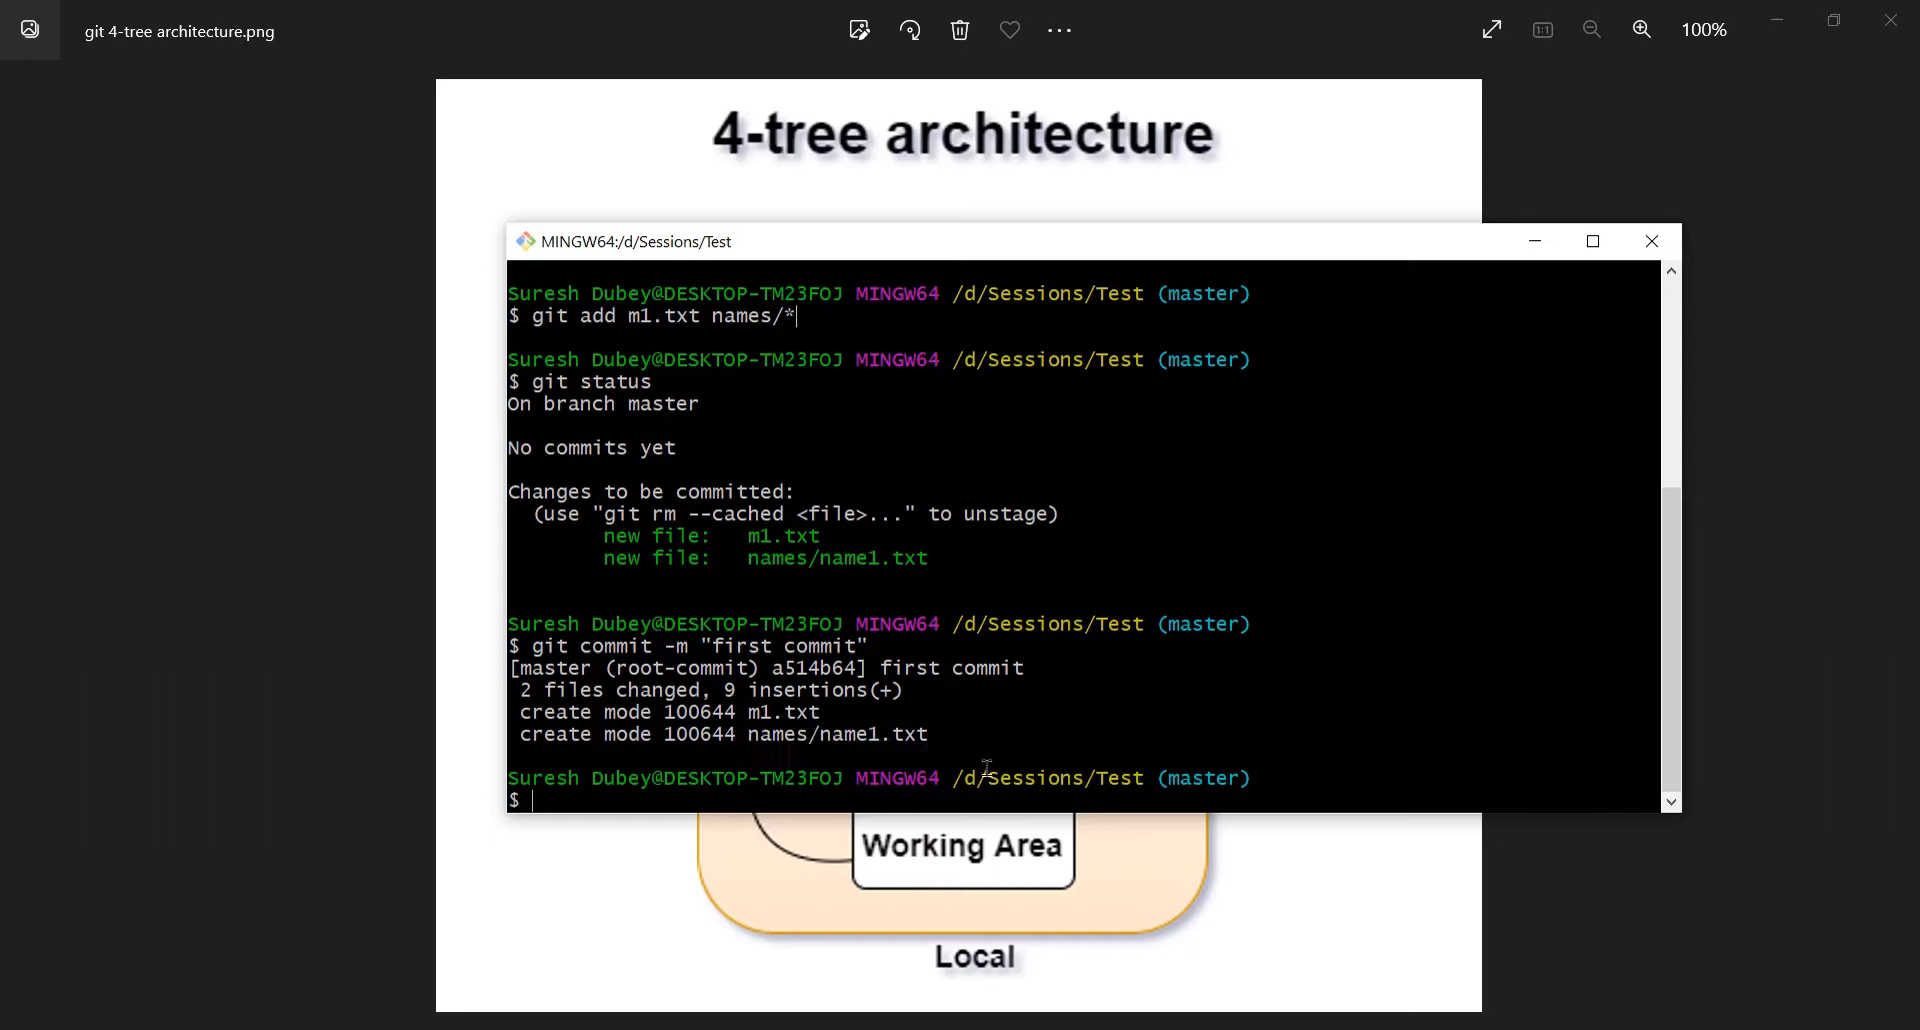 git 4-tree architecture.png
100%
4-tree architecture
MINGW64:/d/Sessions/Test
Suresh Dubey@DESKTOP-TM23FOJ MINGW64 /d/Sessions/Test (master)
$ git add m1.txt names/*
Suresh Dubey@DESKTOP-TM23FOJ MINGW64 /d/Sessions/Test (master)
$ git status
On branch master
No commits yet
Changes to be committed:
(use "git rm --cached <file>..." to unstage)
new file: m1.txt
new file: names/name1.txt
Suresh Dubey@DESKTOP-TM23FOJ MINGW64 /d/Sessions/Test (master)
$ git commit -m "first commit"
[master (root-commit) a514b64] first commit
2 files changed, 9 insertions(+)
create mode 100644 m1.txt
create mode 100644 names/name1.txt
Suresh Dubey@DESKTOP-TM23FOJ MINGW64 /d/Sessions/Test (master)
$
Working Area
Local